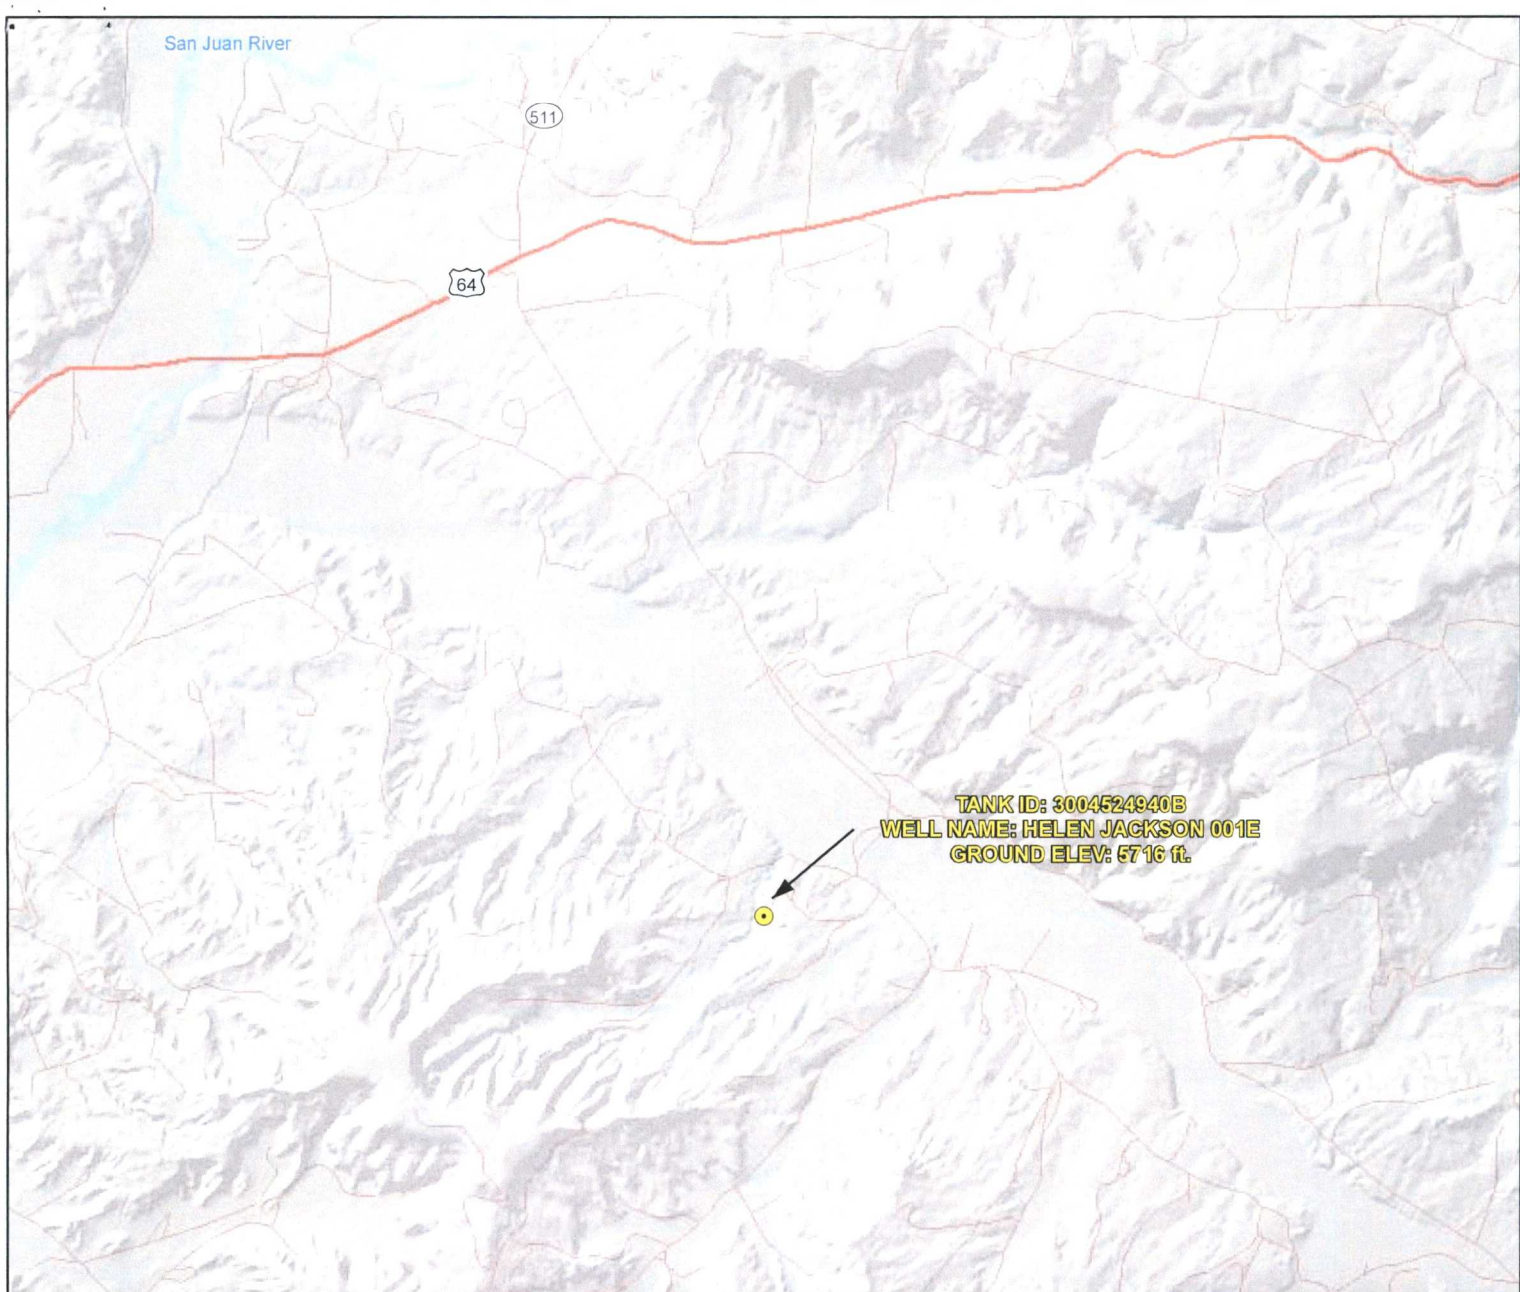 San Juan River
511
64
TANK ID: 3004524940B
WELL NAME: HELEN JACKSON 001E
GROUND ELEV: 5716 ft.